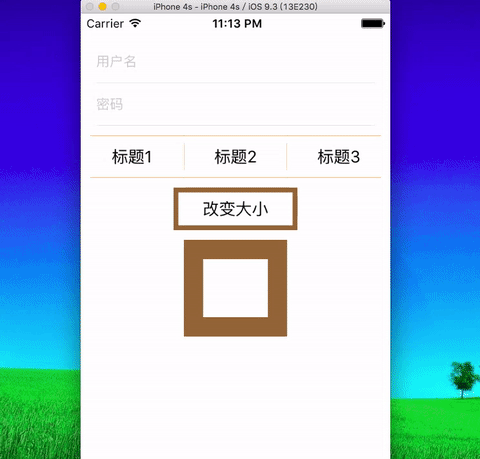 iPhone 4s - iPhone 4s / iOS 9.3 (13E230)
Carrier 11:13 PM
用户名
密码
标题1 标题2 标题3
改变大小